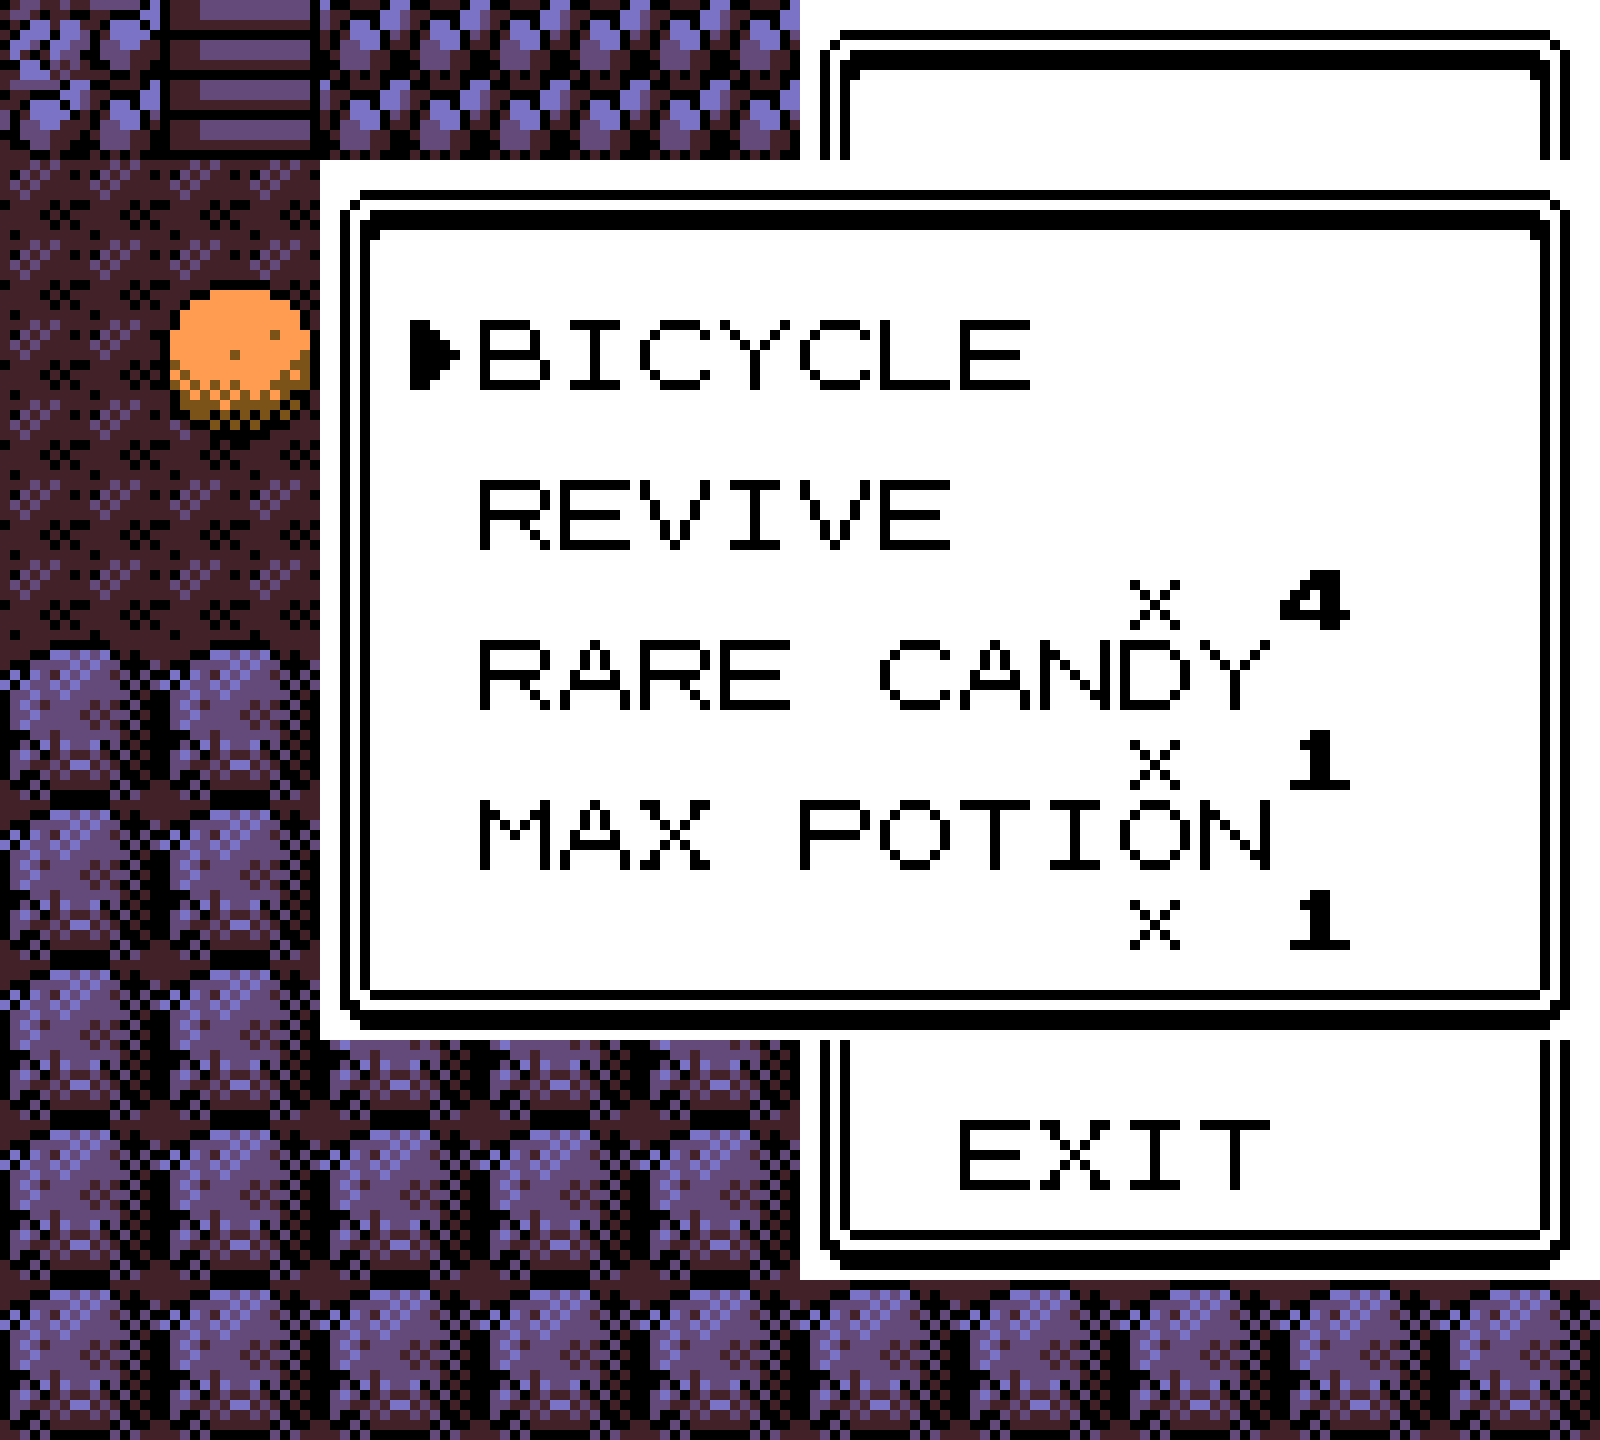 ▶BICYCLE
REVIVE
× 4
RARE CANDY
× 1
MAX POTION
× 1
EXIT